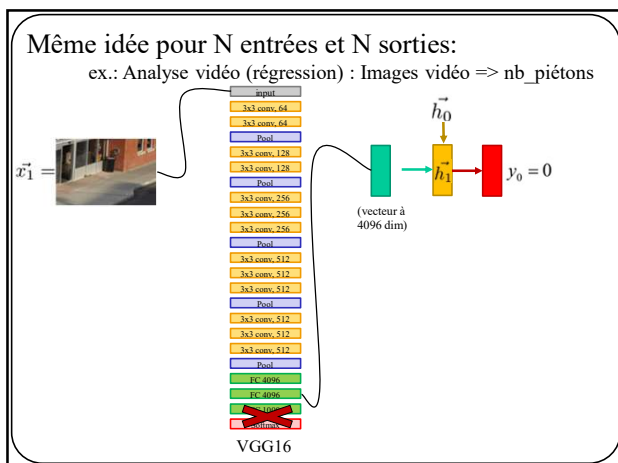 Même idée pour N entrées et N sorties:
ex.: Analyse vidéo (régression) : Images vidéo => nb_piétons
input
3x3 conv, 64
3x3 conv, 64
Pool
3x3 conv, 128
3x3 conv, 128
Pool
3x3 conv, 256
3x3 conv, 256
3x3 conv, 256
Pool
3x3 conv, 512
3x3 conv, 512
3x3 conv, 512
Pool
3x3 conv, 512
3x3 conv, 512
3x3 conv, 512
Pool
FC 4096
FC 4096
VGG16
x⃗₁ =
(vecteur à
4096 dim)
h⃗₀
h⃗₁
y₀ = 0